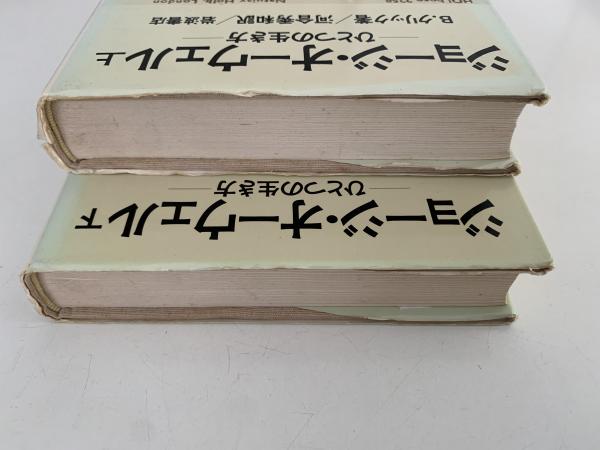 ジョージ・オーウェル 上
ひとつの生き方
B.クリック著／河合秀和訳／岩波書店
ジョージ・オーウェル 下
ひとつの生き方